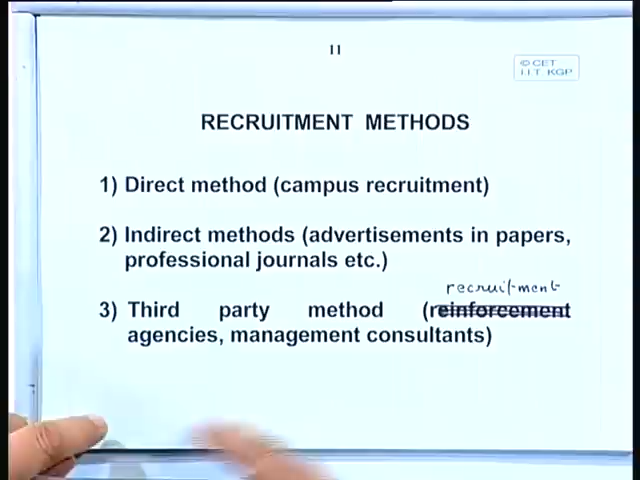 11
© CET
I.I.T. KGP
RECRUITMENT METHODS
1) Direct method (campus recruitment)
2) Indirect methods (advertisements in papers,
professional journals etc.)
recruitment
3) Third party method (reinforcement
agencies, management consultants)